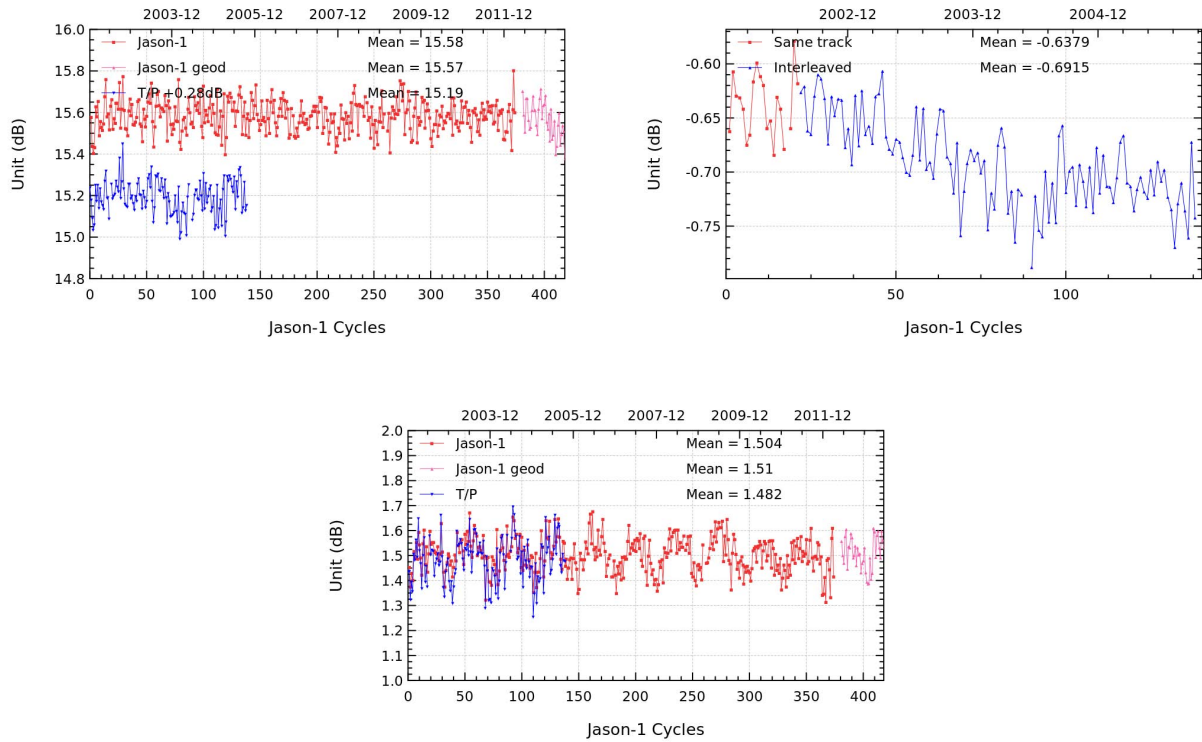 2003-12 2005-12 2007-12 2009-12 2011-12
16.0
15.8
15.6
15.4
15.2
15.0
14.8
Unit (dB)
Jason-1 Mean = 15.58
Jason-1 geod Mean = 15.57
T/P +0.28dB Mean = 15.19
0 50 100 150 200 250 300 350 400
Jason-1 Cycles
2002-12 2003-12 2004-12
-0.60
-0.65
-0.70
-0.75
Unit (dB)
Same track Mean = -0.6379
Interleaved Mean = -0.6915
0 50 100
Jason-1 Cycles
2003-12 2005-12 2007-12 2009-12 2011-12
2.0
1.9
1.8
1.7
1.6
1.5
1.4
1.3
1.2
1.1
1.0
Unit (dB)
Jason-1 Mean = 1.504
Jason-1 geod Mean = 1.51
T/P Mean = 1.482
0 50 100 150 200 250 300 350 400
Jason-1 Cycles